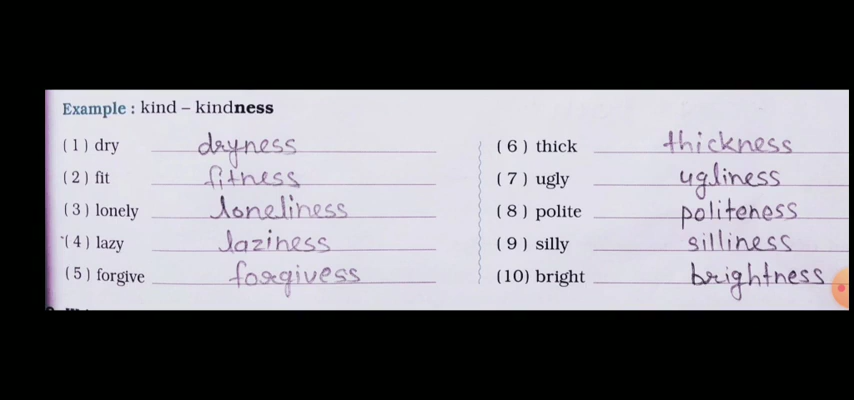 Example : kind – kindness
(1) dry dryness
(2) fit fitness
(3) lonely loneliness
(4) lazy laziness
(5) forgive forgivess
(6) thick thickness
(7) ugly ugliness
(8) polite politeness
(9) silly silliness
(10) bright brightness